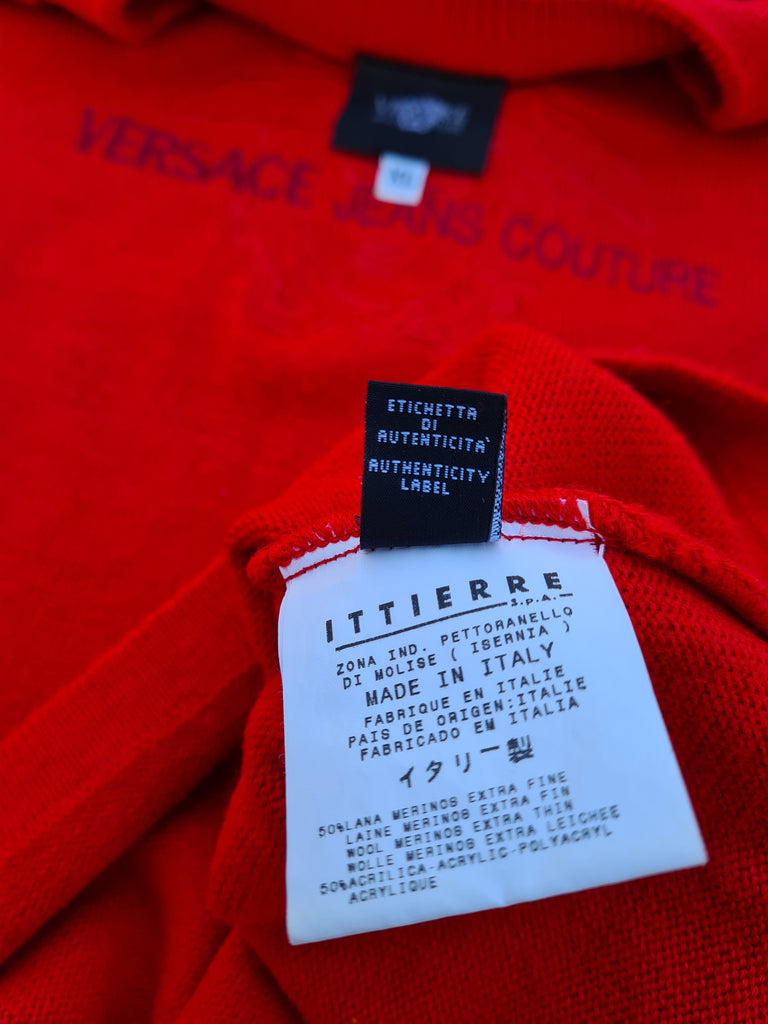 VERSACE JEANS COUTURE
ETICHETTA
DI
AUTENTICITA'
AUTHENTICITY
LABEL
ITTIERRE
S.p.A.
ZONA IND. PETTORANELLO
DI MOLISE ( ISERNIA )
MADE IN ITALY
FABRIQUE EN ITALIE
PAIS DE ORIGEN:ITALIE
FABRICADO EM ITALIA
イタリー製
50%LANA MERINOS EXTRA FINE
LAINE MERINOS EXTRA FIN
WOOL MERINOS EXTRA THIN
WOLLE MERINOS EXTRA LEICHEE
50%ACRILICA-ACRYLIC-POLYACRYL
ACRYLIQUE